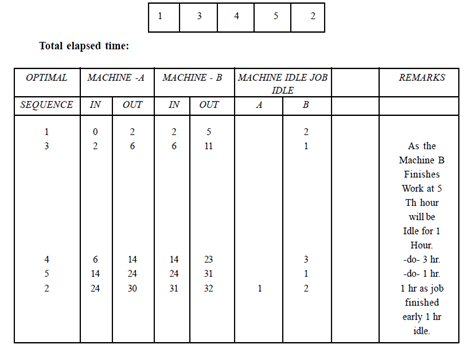 1 3 4 5 2
Total elapsed time:
OPTIMAL MACHINE -A MACHINE - B MACHINE IDLE JOB IDLE REMARKS
SEQUENCE IN OUT IN OUT A B
1 0 2 2 5 2
3 2 6 6 11 1 As the
Machine B
Finishes
Work at 5
Th hour
will be
Idle for 1
Hour.
4 6 14 14 23 3 -do- 3 hr.
5 14 24 24 31 1 -do- 1 hr.
2 24 30 31 32 1 2 1 hr as job
finished
early 1 hr
idle.